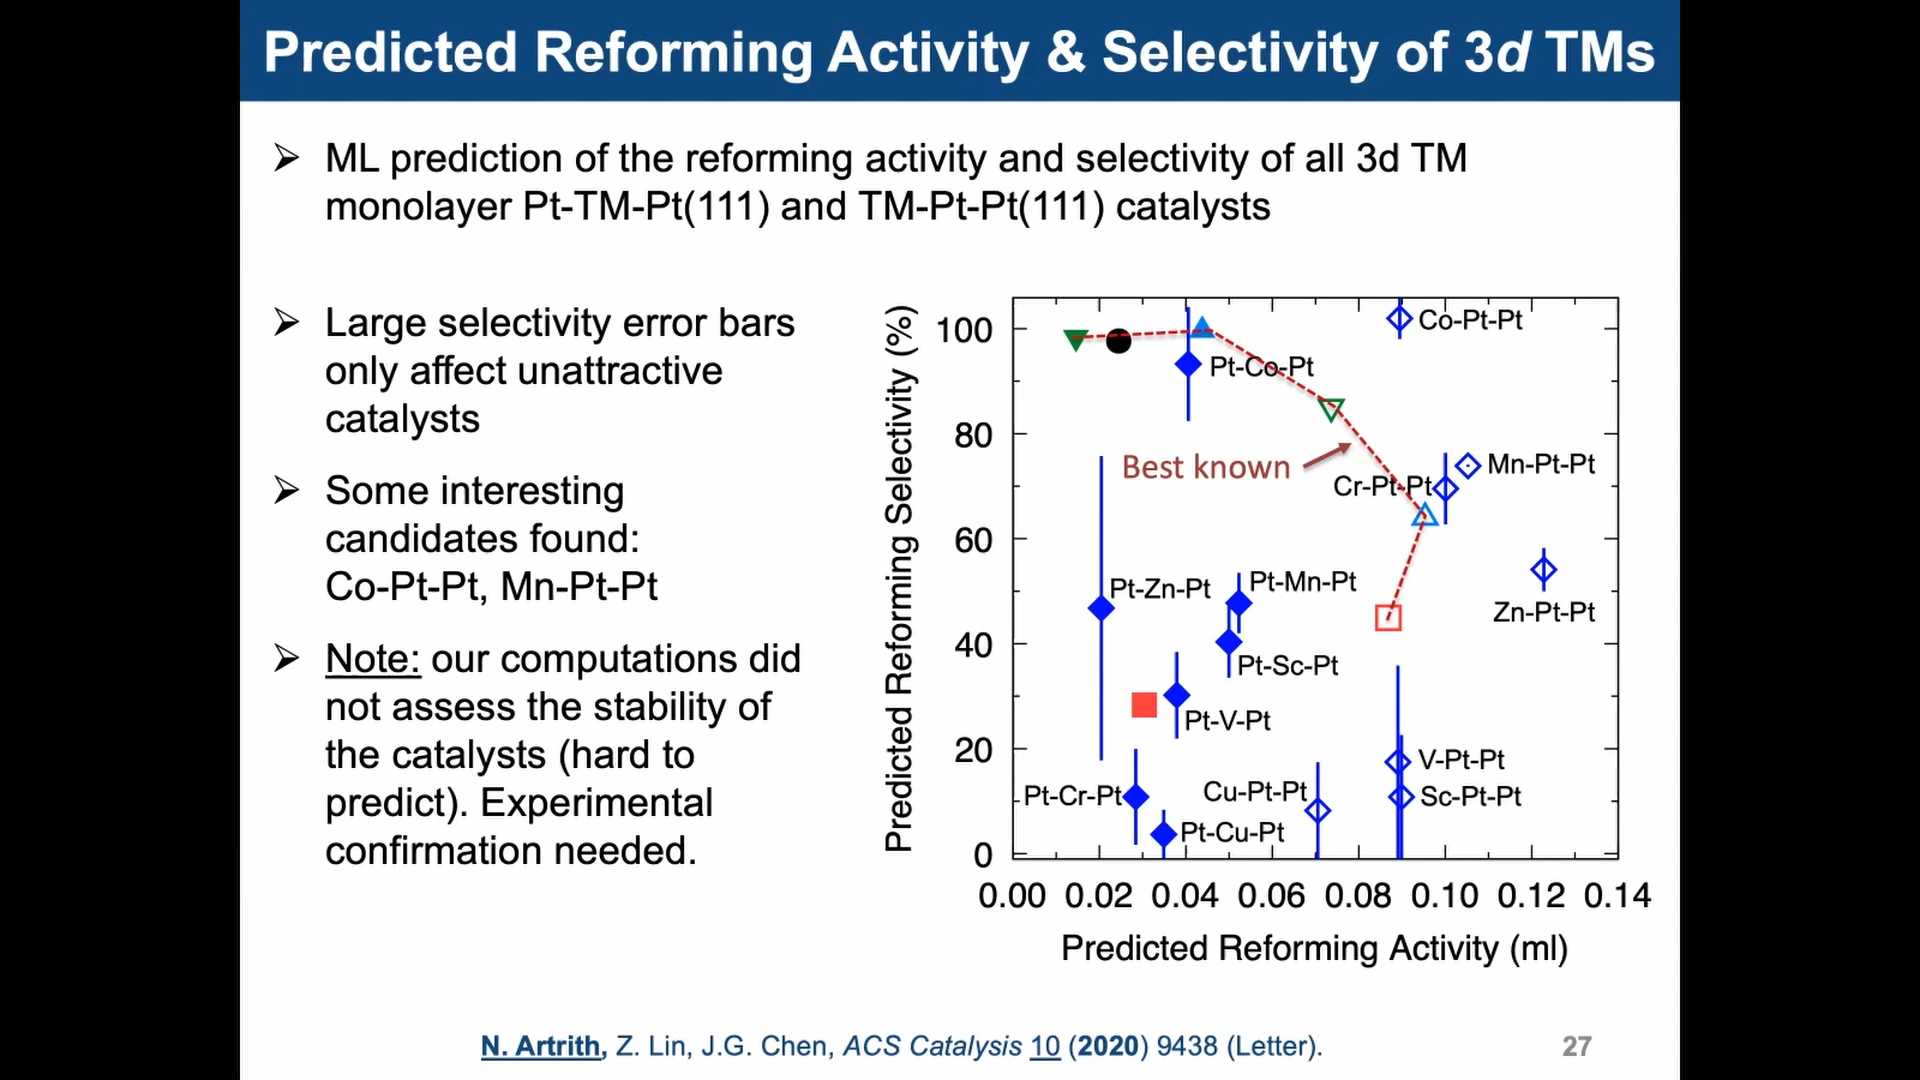 Predicted Reforming Activity & Selectivity of 3d TMs
➢ ML prediction of the reforming activity and selectivity of all 3d TM
monolayer Pt-TM-Pt(111) and TM-Pt-Pt(111) catalysts
➢ Large selectivity error bars
only affect unattractive
catalysts
➢ Some interesting
candidates found:
Co-Pt-Pt, Mn-Pt-Pt
➢ Note: our computations did
not assess the stability of
the catalysts (hard to
predict). Experimental
confirmation needed.
Predicted Reforming Selectivity (%)
100
80
60
40
20
0
Co-Pt-Pt
Pt-Co-Pt
Best known
Mn-Pt-Pt
Cr-Pt-Pt
Pt-Zn-Pt
Pt-Mn-Pt
Zn-Pt-Pt
Pt-Sc-Pt
Pt-V-Pt
V-Pt-Pt
Pt-Cr-Pt
Cu-Pt-Pt
Sc-Pt-Pt
Pt-Cu-Pt
0.00 0.02 0.04 0.06 0.08 0.10 0.12 0.14
Predicted Reforming Activity (ml)
N. Artrith, Z. Lin, J.G. Chen, ACS Catalysis 10 (2020) 9438 (Letter).
27